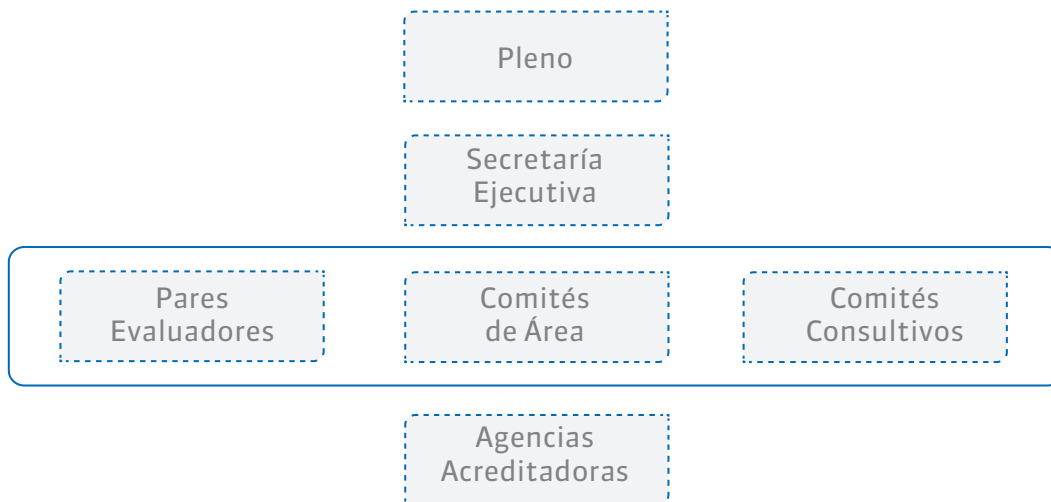 Pleno
Secretaría
Ejecutiva
Pares
Evaluadores
Comités
de Área
Comités
Consultivos
Agencias
Acreditadoras